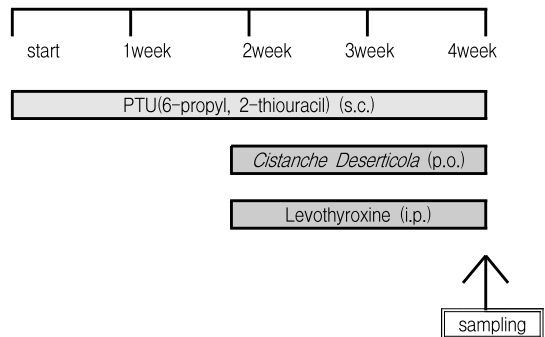 start 1week 2week 3week 4week
PTU(6-propyl, 2-thiouracil) (s.c.)
Cistanche Deserticola (p.o.)
Levothyroxine (i.p.)
sampling